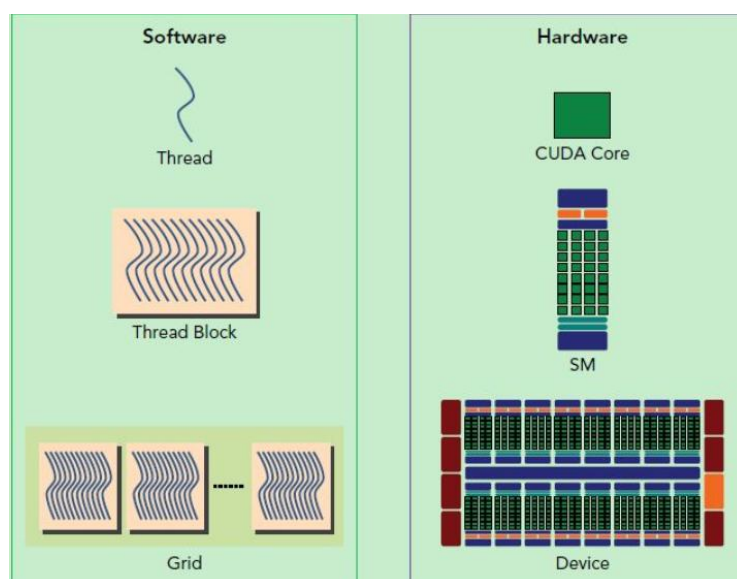 Software
Thread
Thread Block
Grid
Hardware
CUDA Core
SM
Device